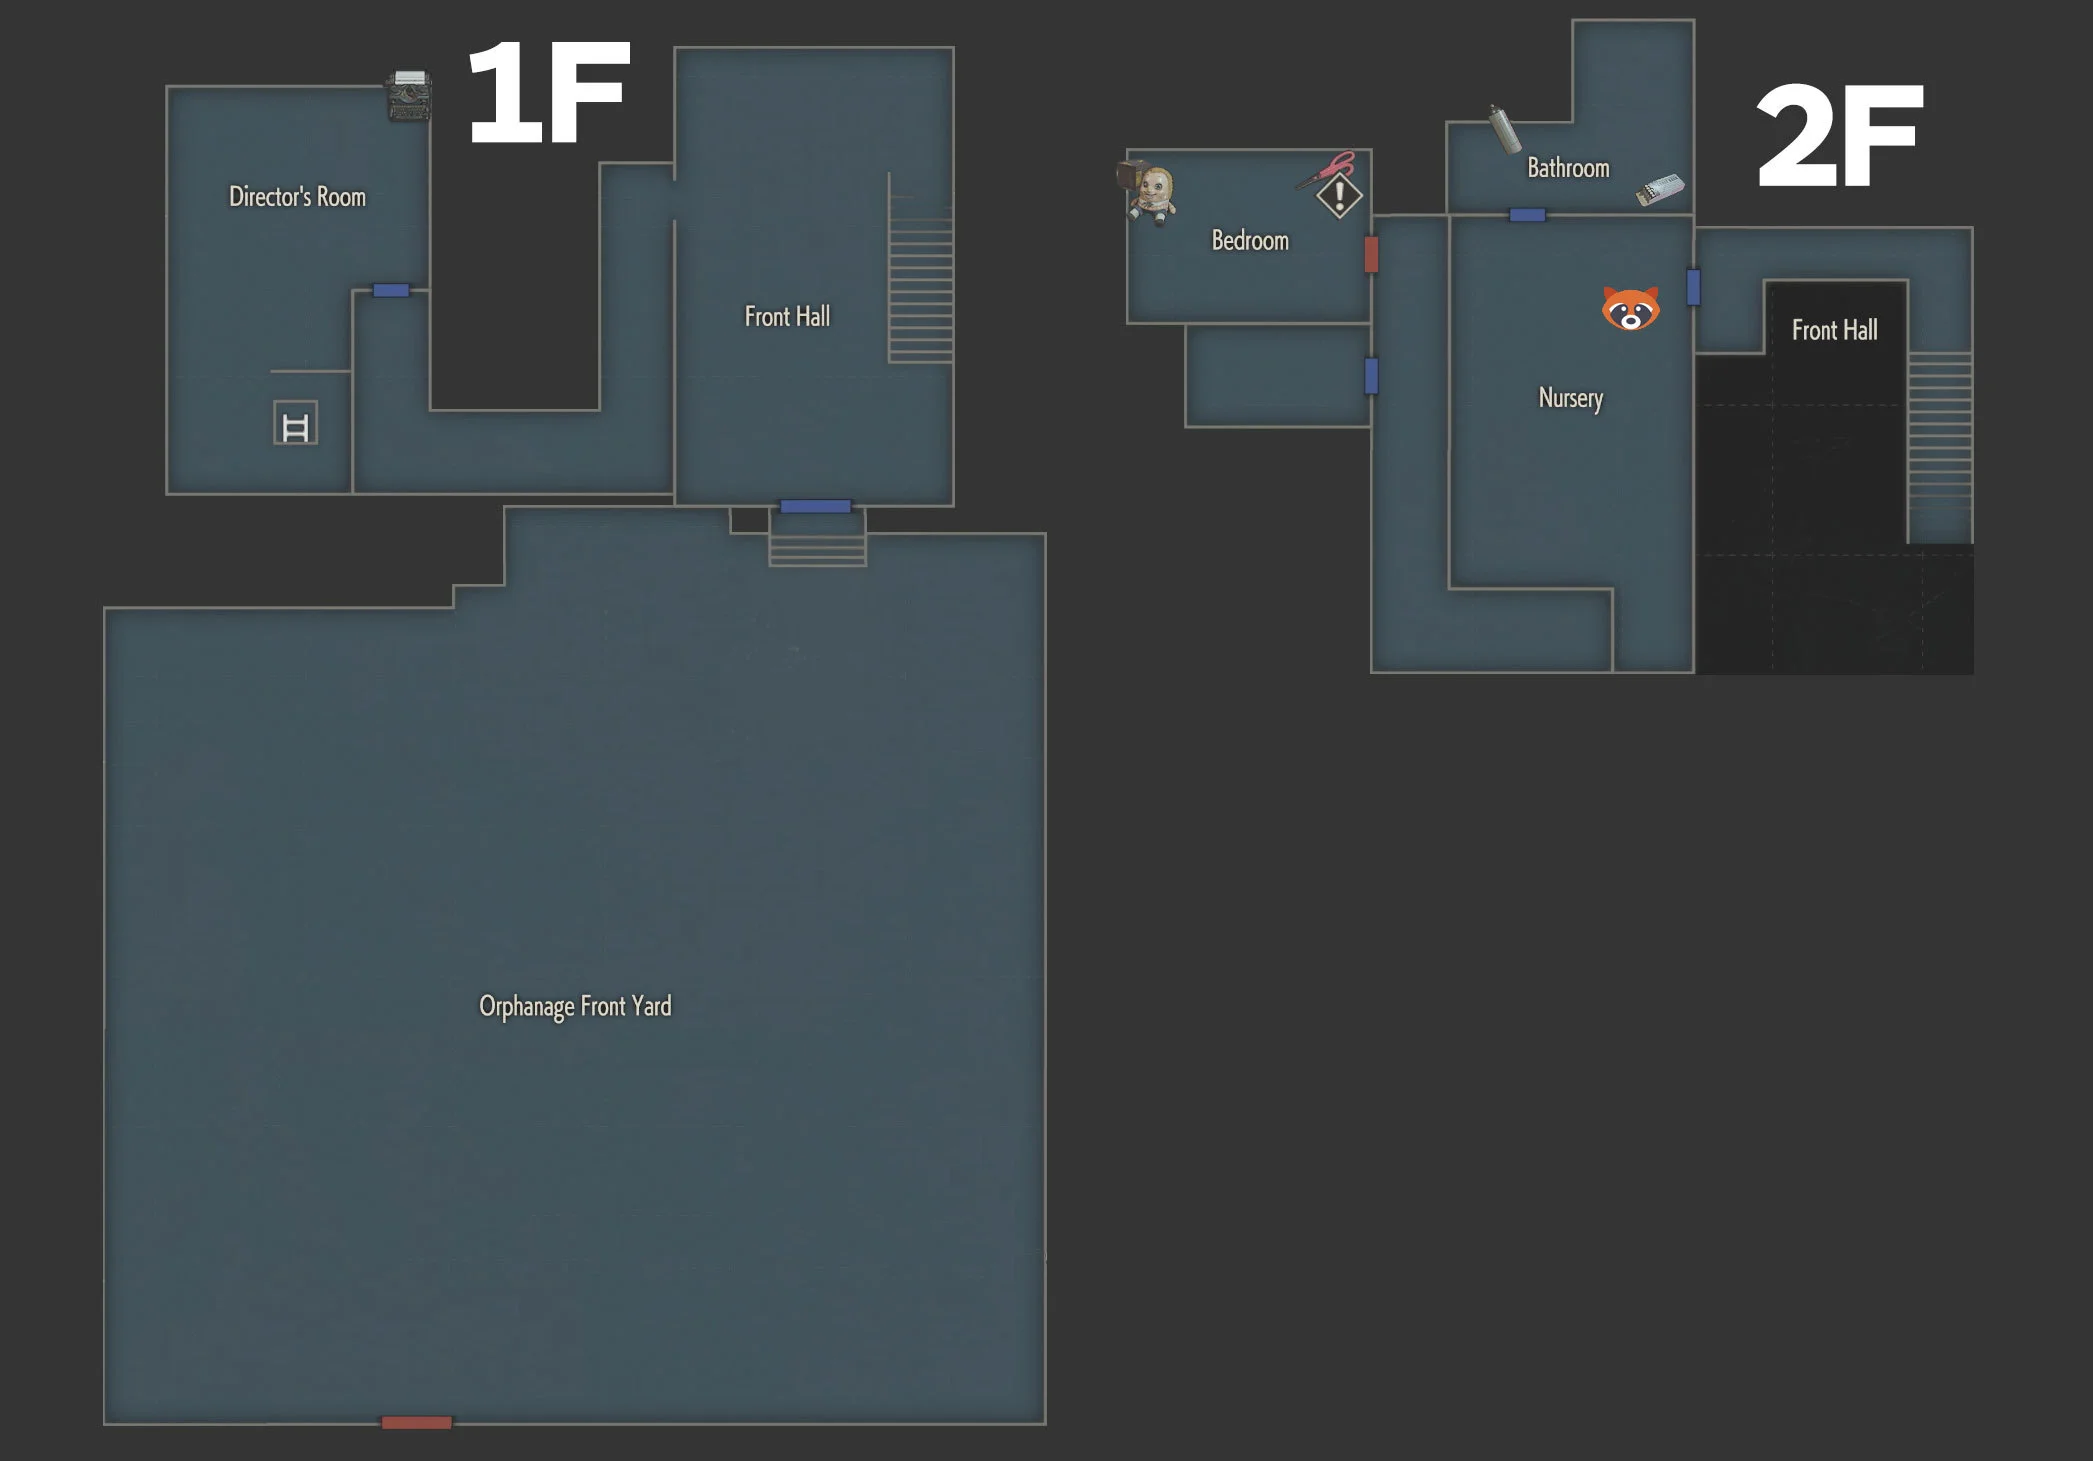 1F
2F
Director's Room
Front Hall
Orphanage Front Yard
Bathroom
Bedroom
Front Hall
Nursery